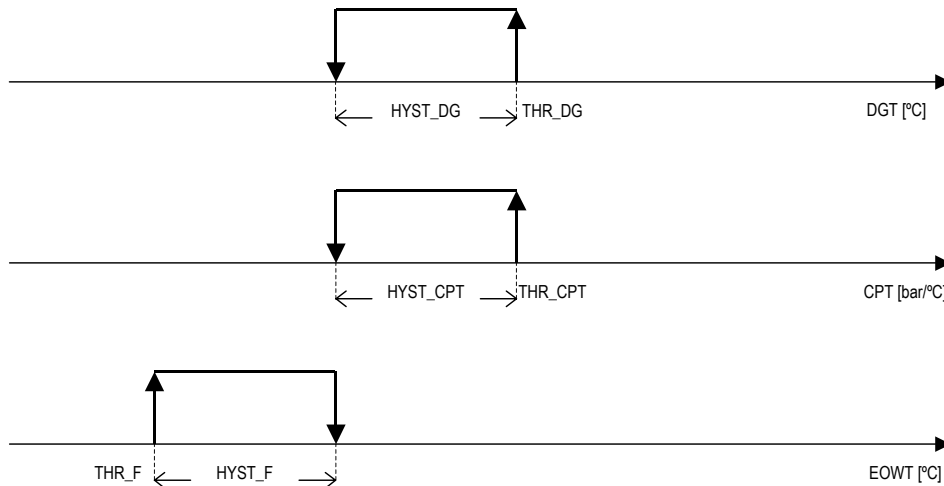 HYST_DG THR_DG DGT [ºC]
HYST_CPT THR_CPT CPT [bar/ºC]
THR_F HYST_F EOWT [ºC]